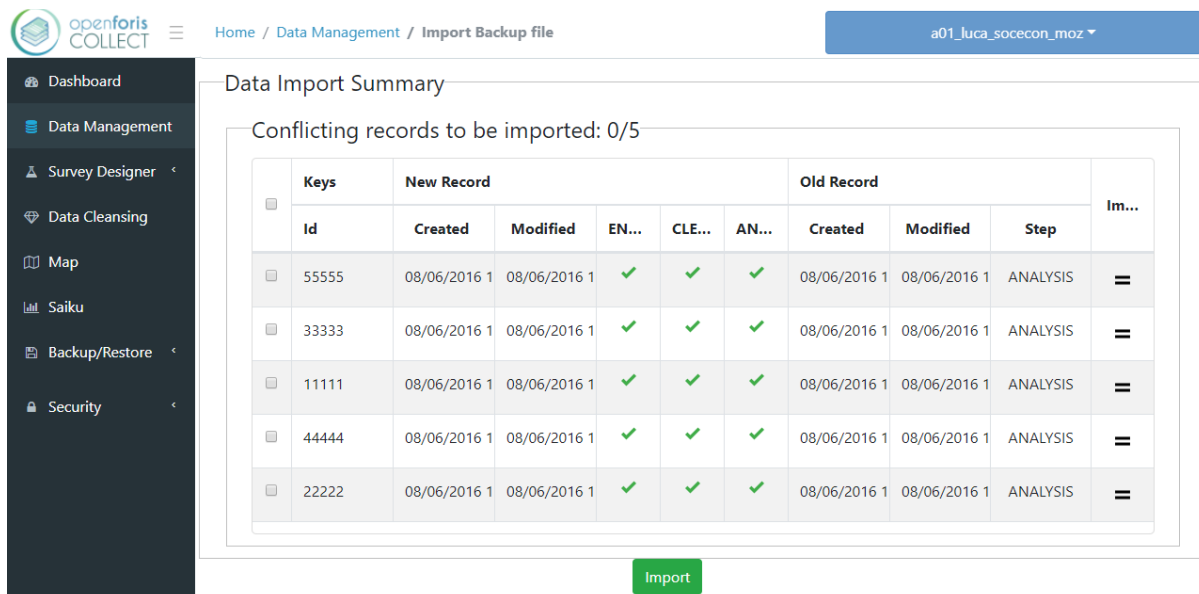 openforis
COLLECT
Home / Data Management / Import Backup file
a01_luca_socecon_moz
Dashboard
Data Management
Survey Designer
Data Cleansing
Map
Saiku
Backup/Restore
Security
Data Import Summary
Conflicting records to be imported: 0/5
Keys New Record Old Record Im...
Id Created Modified EN... CLE... AN... Created Modified Step
55555 08/06/2016 1 08/06/2016 1 08/06/2016 1 08/06/2016 1 ANALYSIS
33333 08/06/2016 1 08/06/2016 1 08/06/2016 1 08/06/2016 1 ANALYSIS
11111 08/06/2016 1 08/06/2016 1 08/06/2016 1 08/06/2016 1 ANALYSIS
44444 08/06/2016 1 08/06/2016 1 08/06/2016 1 08/06/2016 1 ANALYSIS
22222 08/06/2016 1 08/06/2016 1 08/06/2016 1 08/06/2016 1 ANALYSIS
Import